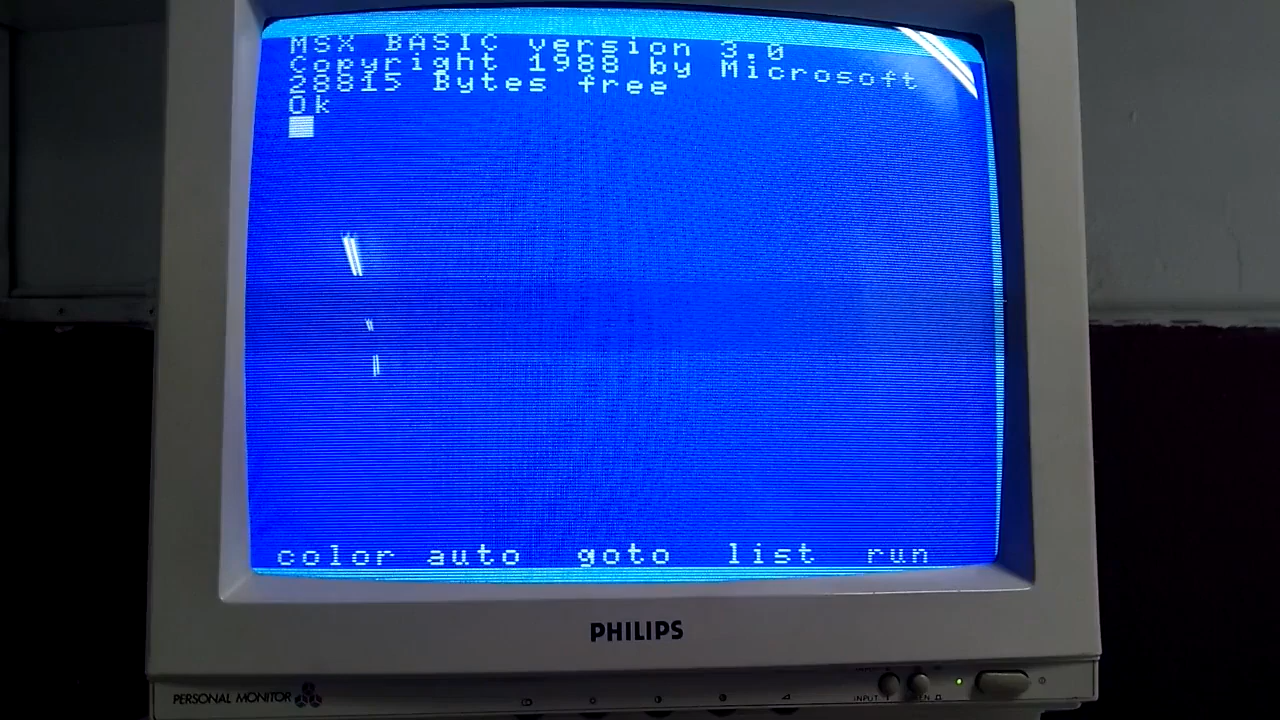 MSX BASIC version 3.0
Copyright 1988 by Microsoft
28815 Bytes free
Ok
color auto goto list run
PHILIPS
PERSONAL MONITOR